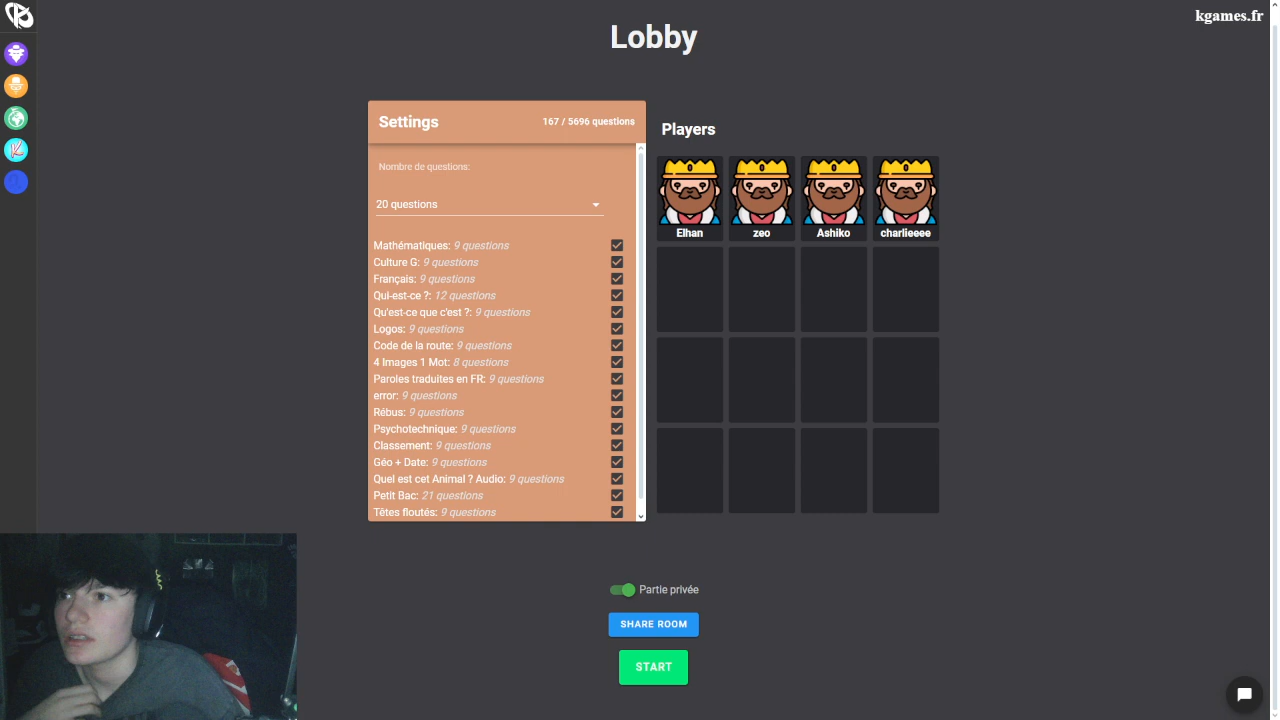 kgames.fr
Lobby
Settings
167 / 5696 questions
Nombre de questions:
20 questions
Mathématiques: 9 questions
Culture G: 9 questions
Français: 9 questions
Qui-est-ce ?: 12 questions
Qu'est-ce que c'est ?: 9 questions
Logos: 9 questions
Code de la route: 9 questions
4 Images 1 Mot: 8 questions
Paroles traduites en FR: 9 questions
error: 9 questions
Rébus: 9 questions
Psychotechnique: 9 questions
Classement: 9 questions
Géo + Date: 9 questions
Quel est cet Animal ? Audio: 9 questions
Petit Bac: 21 questions
Têtes floutés: 9 questions
Players
0 0 0 0
Elhan zeo Ashiko charlieeee
Partie privée
SHARE ROOM
START